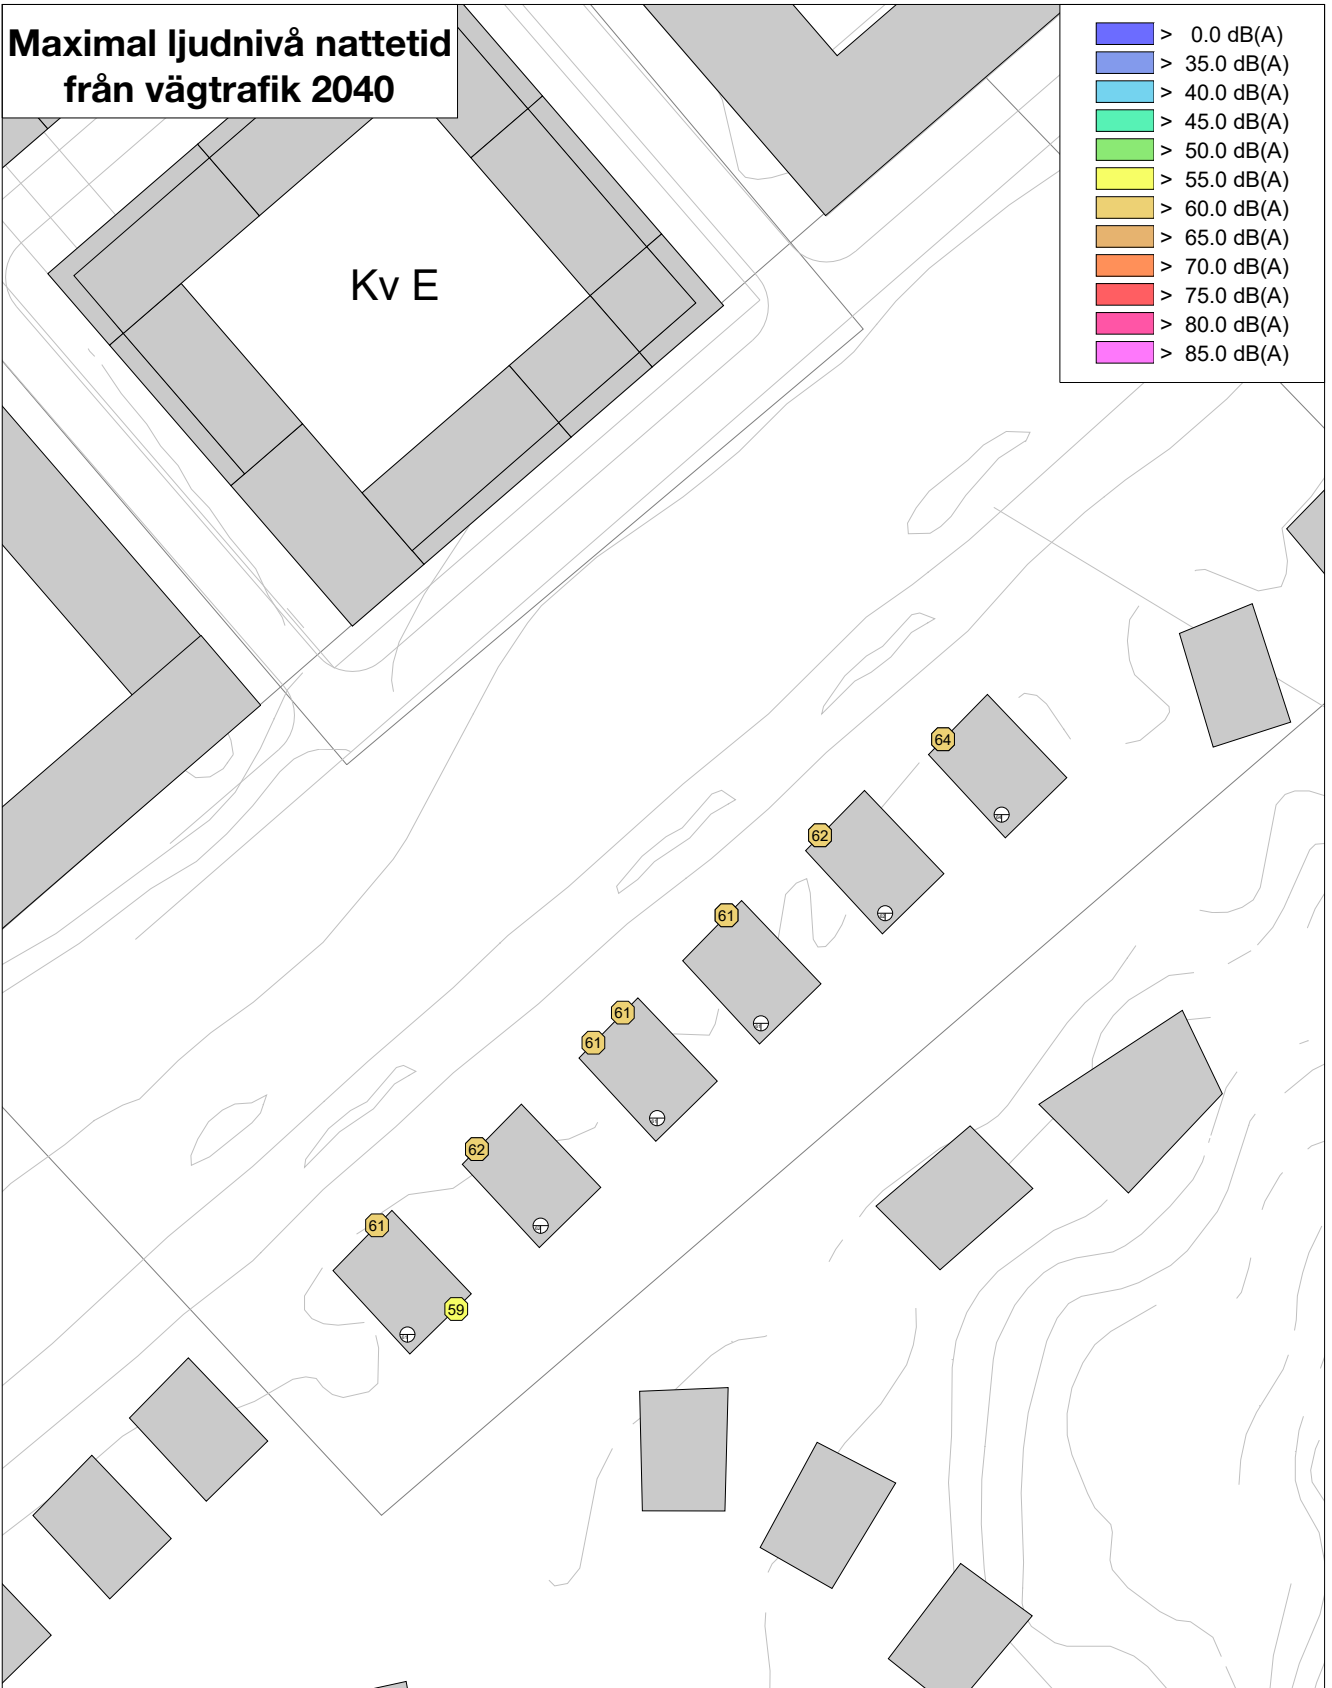 Maximal ljudnivå nattetid
från vägtrafik 2040
> 0.0 dB(A)
> 35.0 dB(A)
> 40.0 dB(A)
> 45.0 dB(A)
> 50.0 dB(A)
> 55.0 dB(A)
> 60.0 dB(A)
> 65.0 dB(A)
> 70.0 dB(A)
> 75.0 dB(A)
> 80.0 dB(A)
> 85.0 dB(A)
Kv E
64
62
61
61
61
62
61
59